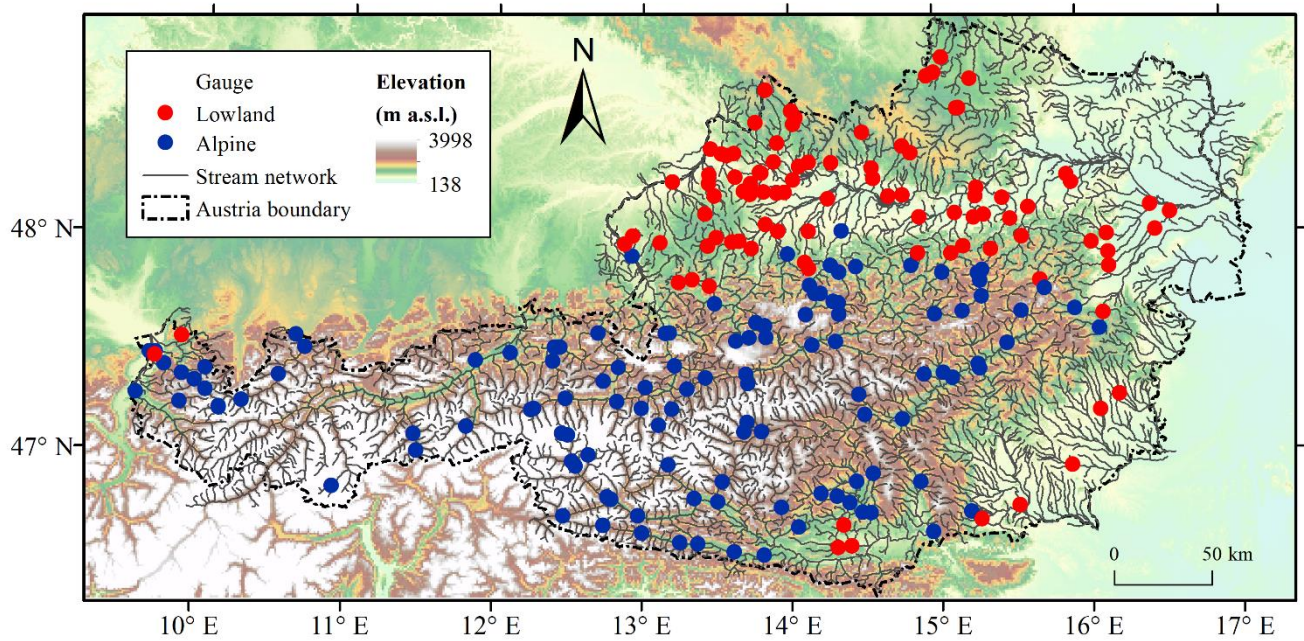 N
Gauge
Lowland
Alpine
Stream network
Austria boundary
Elevation
(m a.s.l.)
3998
138
48° N
47° N
0 50 km
10° E 11° E 12° E 13° E 14° E 15° E 16° E 17° E